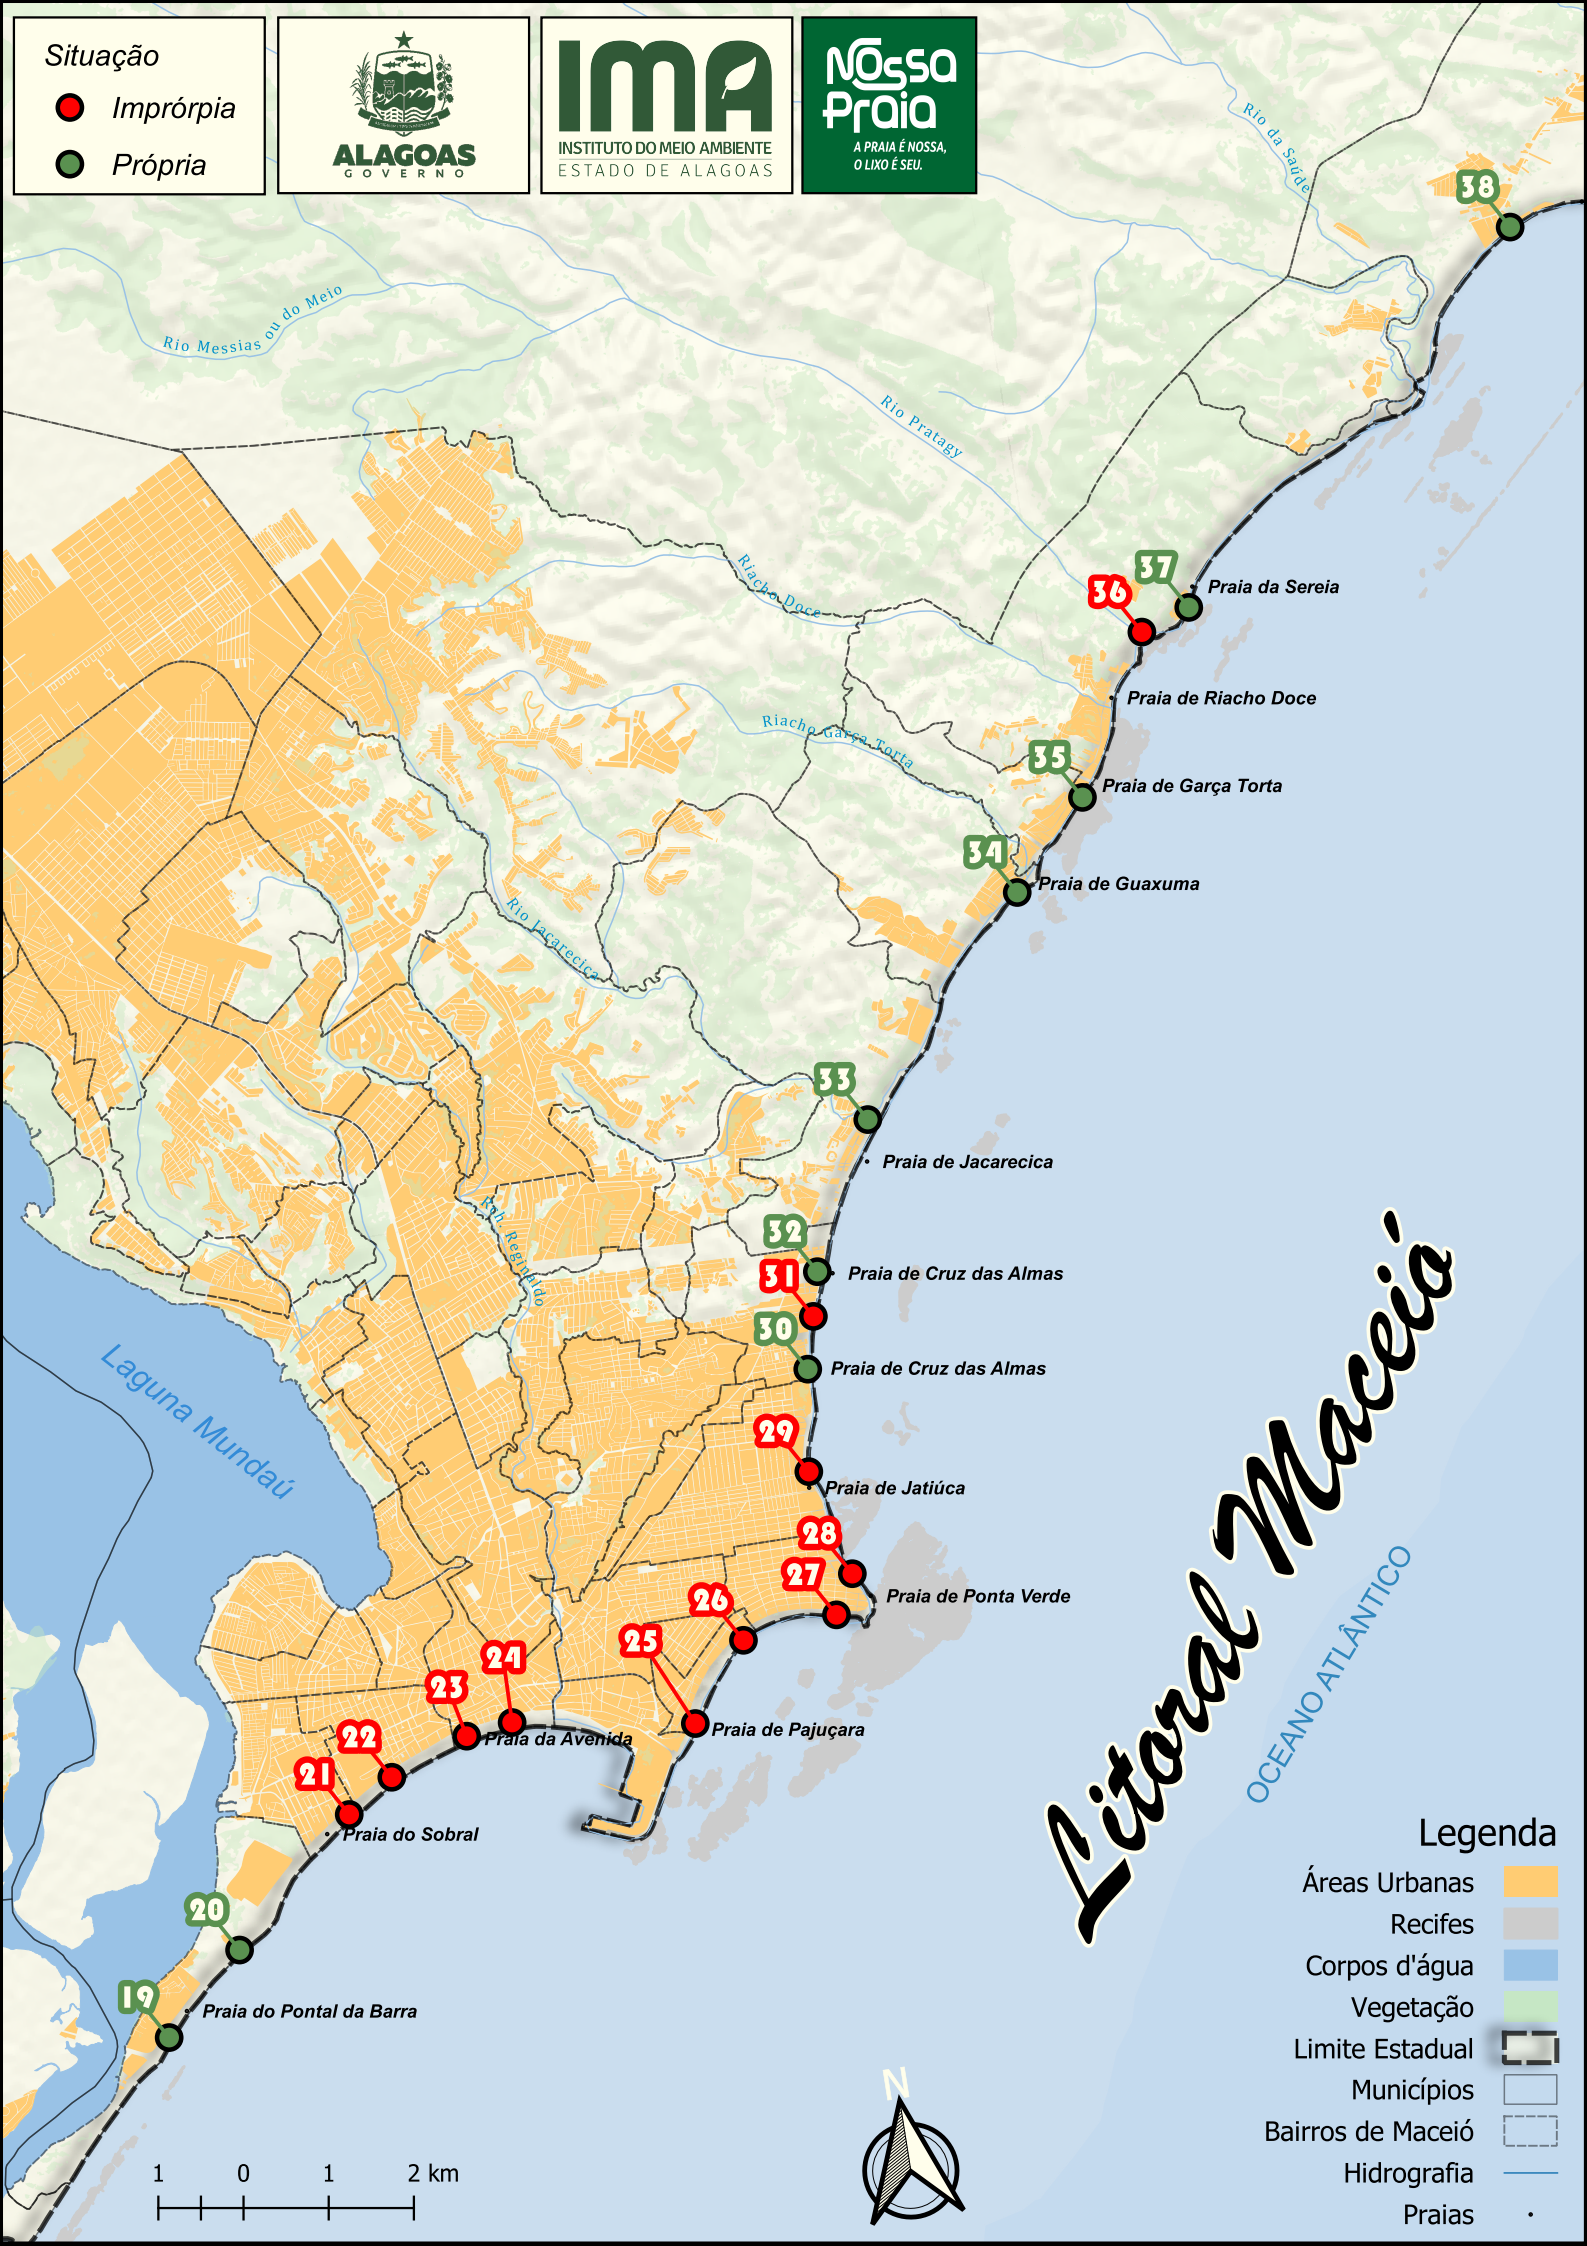 Situação
Imprórpia
Própria
ALAGOAS
GOVERNO
IMA
INSTITUTO DO MEIO AMBIENTE
ESTADO DE ALAGOAS
Nossa
Praia
A PRAIA É NOSSA,
O LIXO É SEU.
Rio da Saúde
38
Rio Messias ou do Meio
Rio Pratagy
Riacho Doce
37
Praia da Sereia
36
Praia de Riacho Doce
Riacho Garça Torta
35
Praia de Garça Torta
34
Praia de Guaxuma
Rio Jacarecica
33
Praia de Jacarecica
Rch. Reginaldo
32
Praia de Cruz das Almas
31
30
Praia de Cruz das Almas
Laguna Mundaú
29
Praia de Jatiúca
28
27
Praia de Ponta Verde
26
25
24
23
Praia de Pajuçara
Praia da Avenida
22
21
Praia do Sobral
20
19
Praia do Pontal da Barra
Litoral Maceió
OCEANO ATLÂNTICO
Legenda
Áreas Urbanas
Recifes
Corpos d'água
Vegetação
Limite Estadual
Municípios
Bairros de Maceió
Hidrografia
Praias
N
1 0 1 2 km